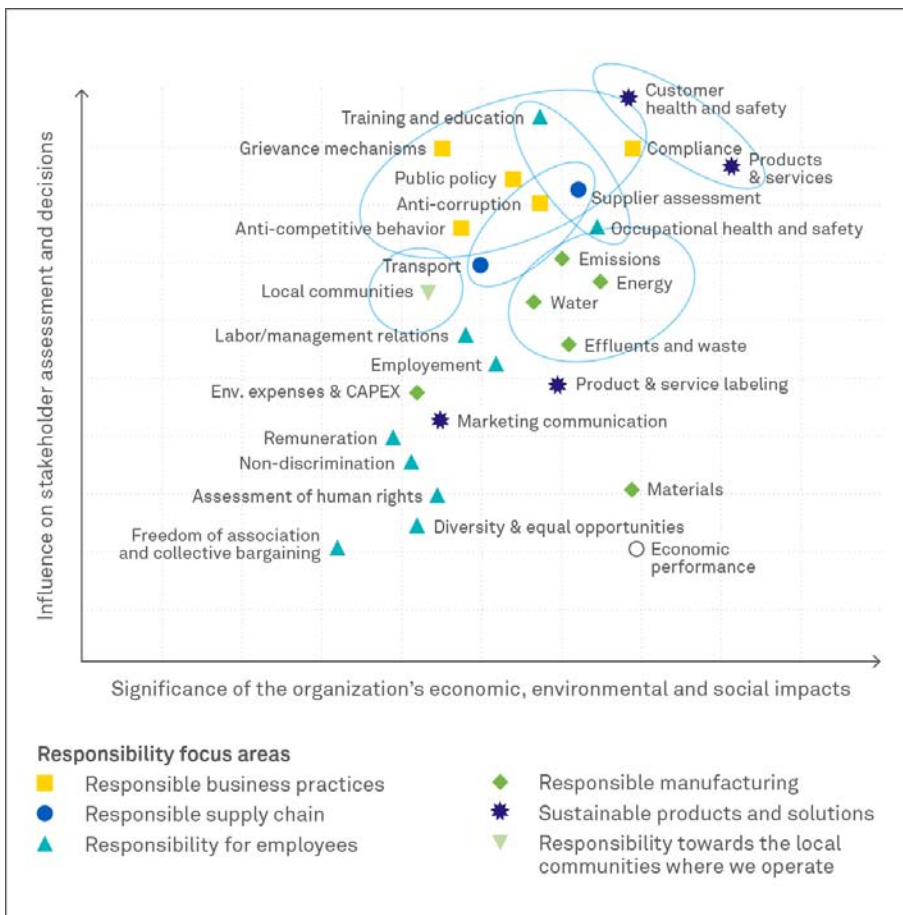 Customer
health and safety
Training and education
Grievance mechanisms
Compliance
Products
& services
Public policy
Supplier assessment
Anti-corruption
Anti-competitive behavior
Occupational health and safety
Transport
Emissions
Energy
Local communities
Water
Labor/management relations
Effluents and waste
Employement
Product & service labeling
Env. expenses & CAPEX
Marketing communication
Remuneration
Non-discrimination
Assessment of human rights
Materials
Diversity & equal opportunities
Freedom of association
and collective bargaining
Economic
performance
Influence on stakeholder assessment and decisions
Significance of the organization's economic, environmental and social impacts
Responsibility focus areas
Responsible business practices
Responsible supply chain
Responsibility for employees
Responsible manufacturing
Sustainable products and solutions
Responsibility towards the local
communities where we operate